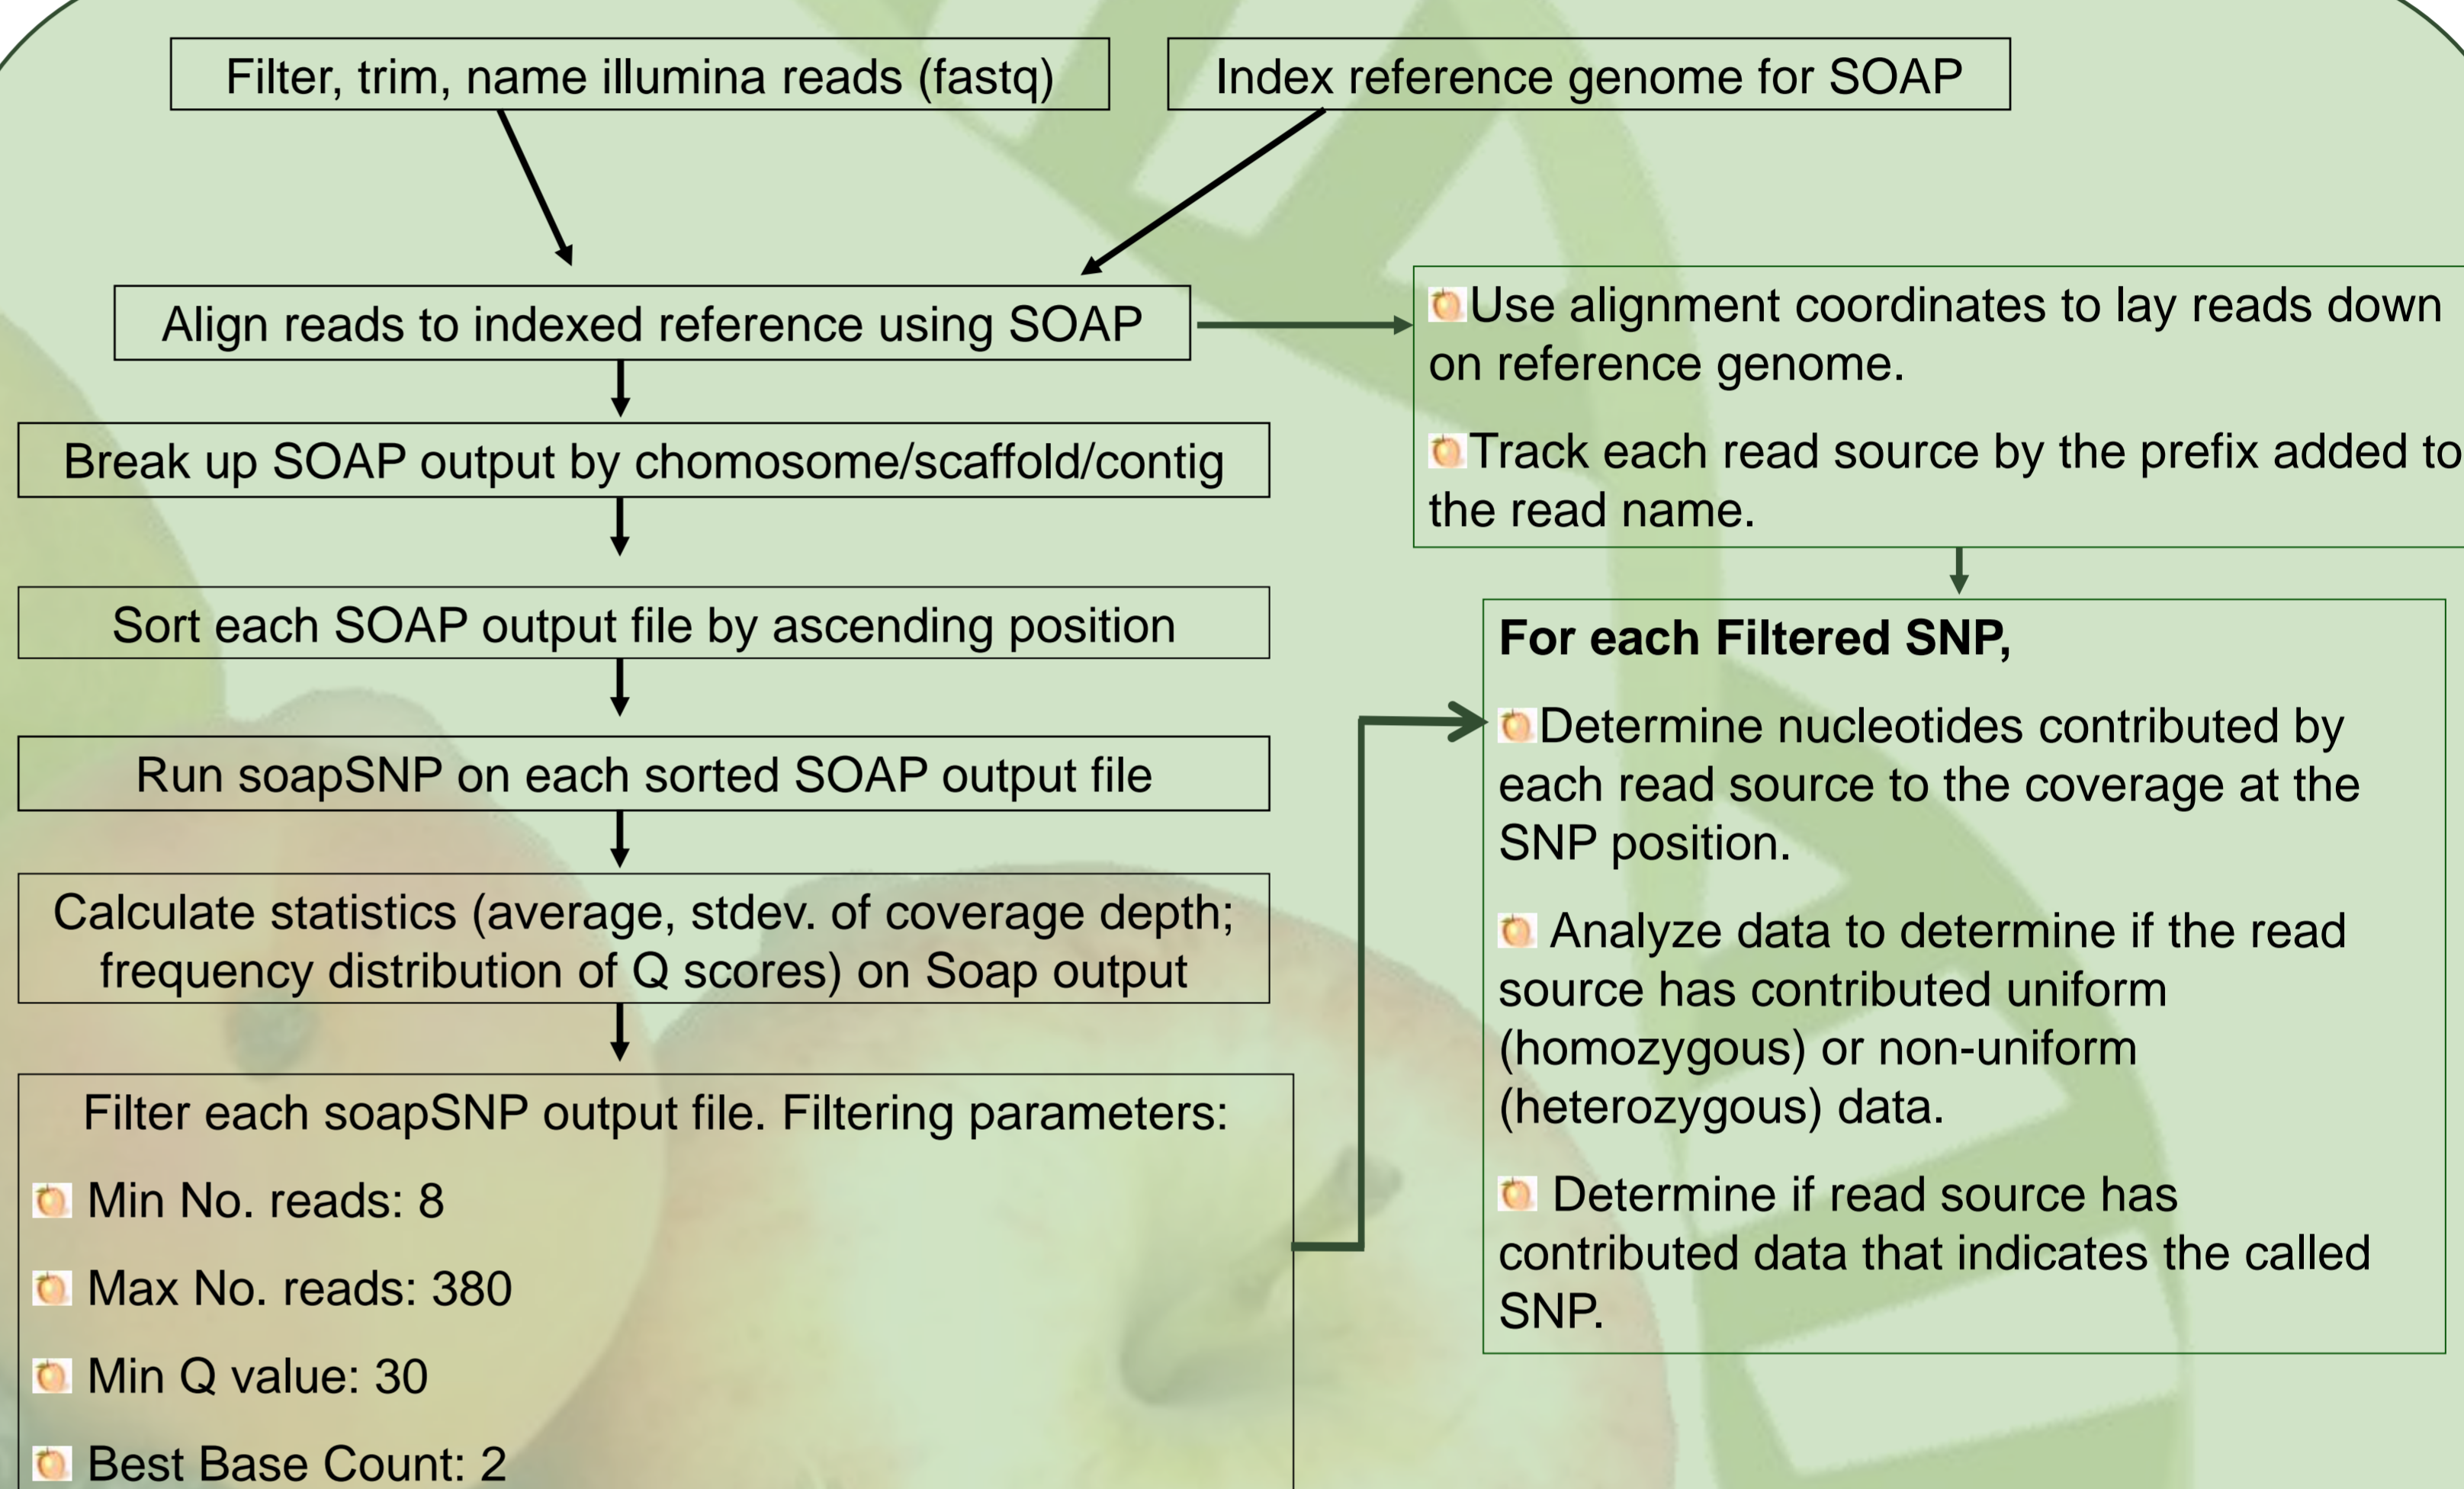 Filter, trim, name illumina reads (fastq)
Index reference genome for SOAP
Align reads to indexed reference using SOAP
Break up SOAP output by chomosome/scaffold/contig
Sort each SOAP output file by ascending position
Run soapSNP on each sorted SOAP output file
Calculate statistics (average, stdev. of coverage depth;
frequency distribution of Q scores) on Soap output
Filter each soapSNP output file. Filtering parameters:
Min No. reads: 8
Max No. reads: 380
Min Q value: 30
Best Base Count: 2
Use alignment coordinates to lay reads down
on reference genome.
Track each read source by the prefix added to
the read name.
For each Filtered SNP,
Determine nucleotides contributed by
each read source to the coverage at the
SNP position.
Analyze data to determine if the read
source has contributed uniform
(homozygous) or non-uniform
(heterozygous) data.
Determine if read source has
contributed data that indicates the called
SNP.